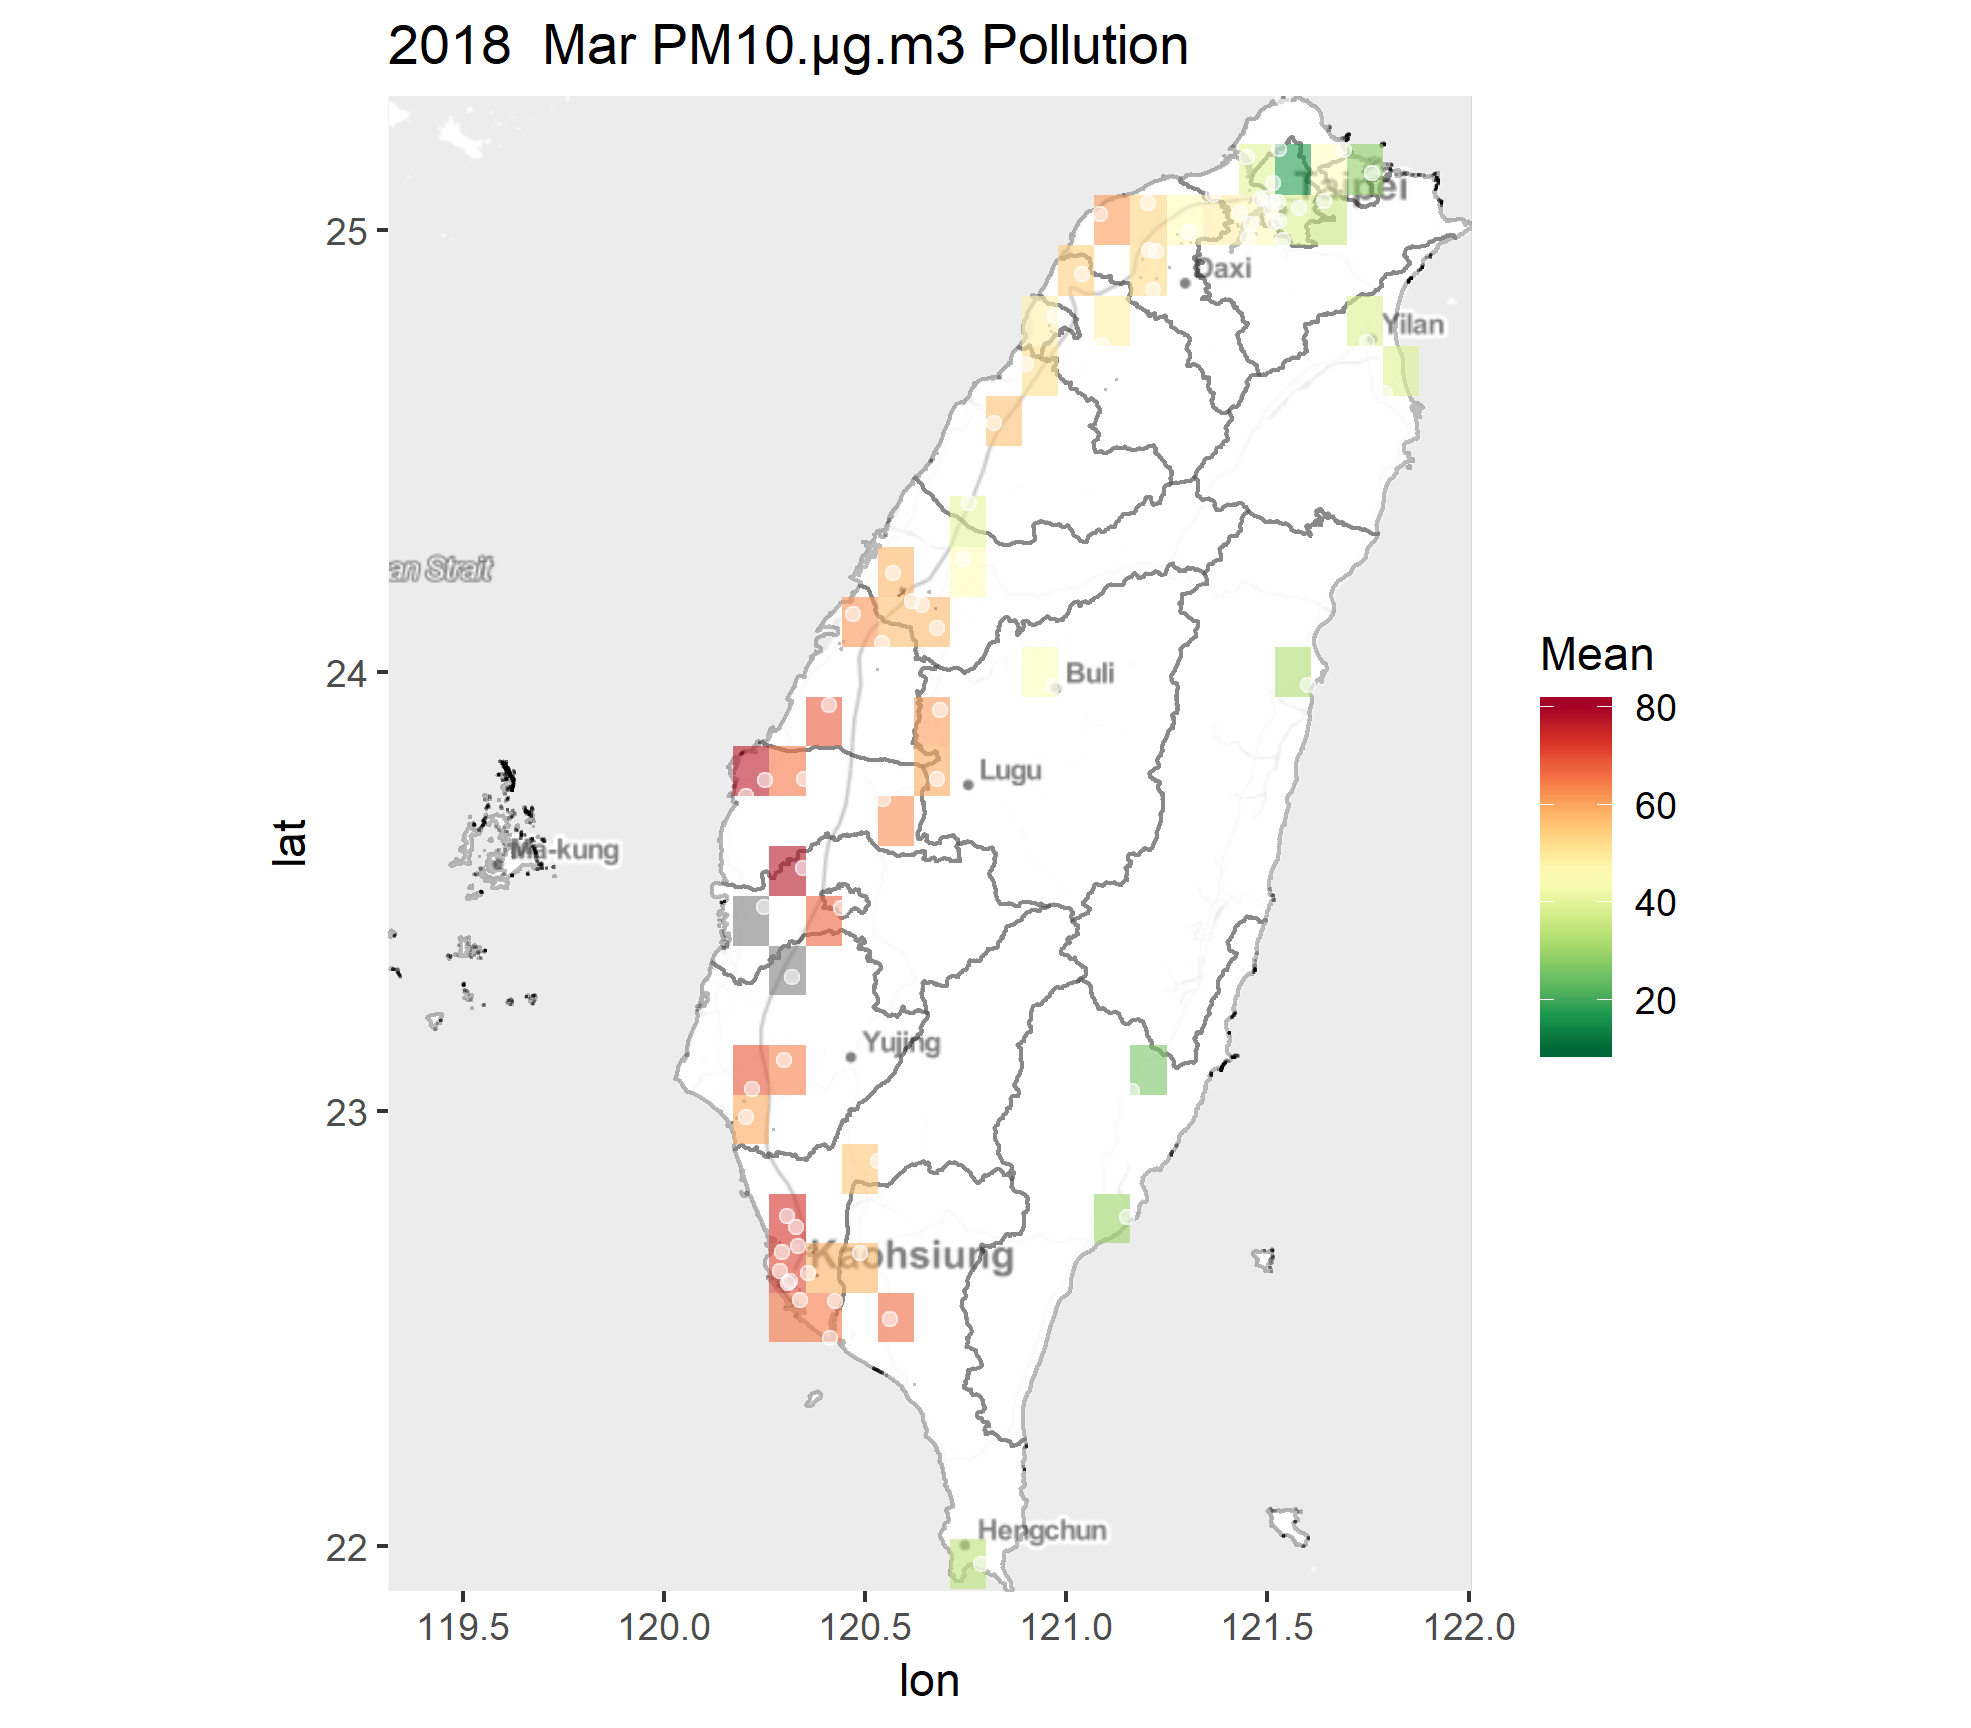 2018  Mar PM10.µg.m3 Pollution
Taipei
25
Daxi
Yilan
an Strait
24
Buli
Lugu
Ma-kung
lat
Yujing
23
Kaohsiung
Hengchun
22
119.5 120.0 120.5 121.0 121.5 122.0
lon
Mean
80
60
40
20